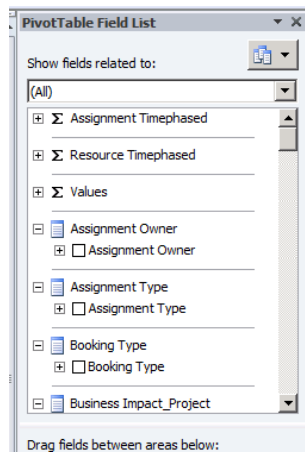 PivotTable Field List
Show fields related to:
(All)
Σ Assignment Timephased
Σ Resource Timephased
Σ Values
Assignment Owner
Assignment Owner
Assignment Type
Assignment Type
Booking Type
Booking Type
Business Impact_Project
Drag fields between areas below: